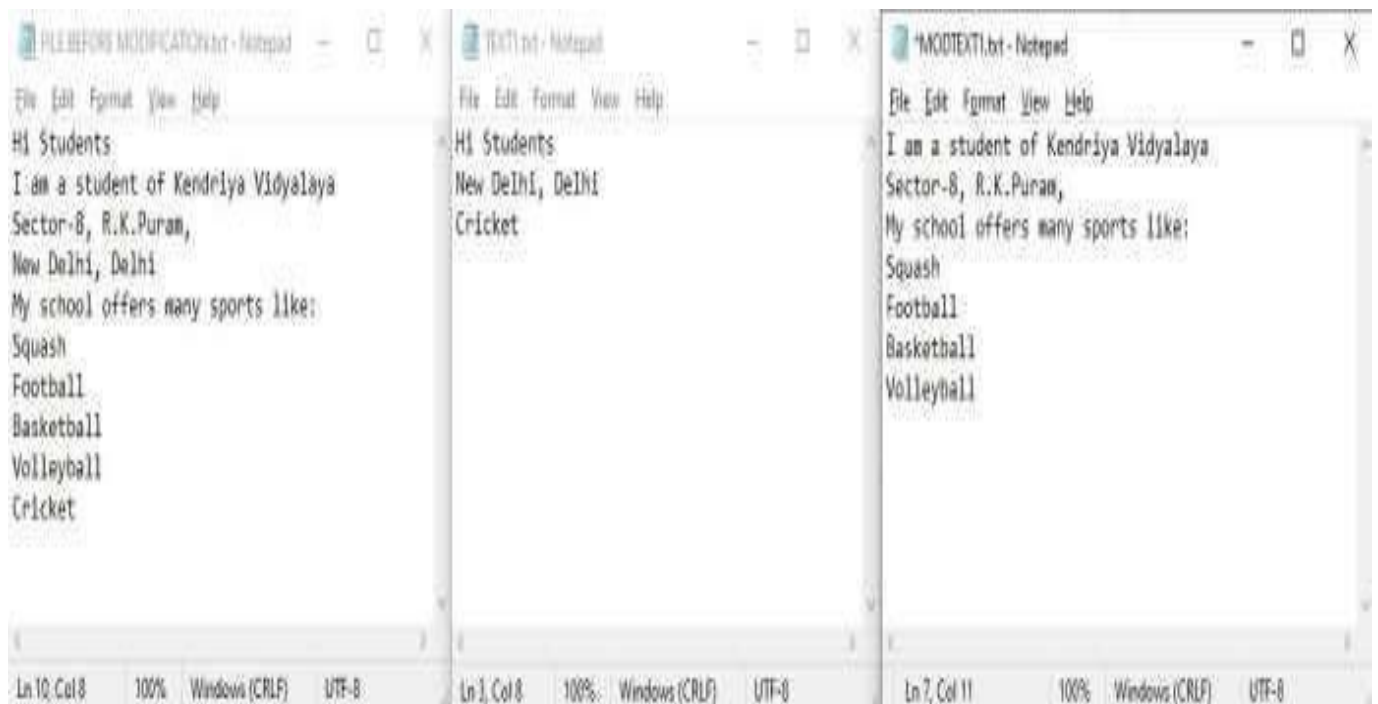 FILE BEFORE MODIFICATION.txt - Notepad
File Edit Format View Help
Hi Students
I am a student of Kendriya Vidyalaya
Sector-8, R.K.Puram,
New Delhi, Delhi
My school offers many sports like:
Squash
Football
Basketball
Volleyball
Cricket
Ln 10, Col 8 100% Windows (CRLF) UTF-8
TEXT1.txt - Notepad
File Edit Format View Help
Hi Students
New Delhi, Delhi
Cricket
Ln 3, Col 8 100% Windows (CRLF) UTF-8
*MODTEXT1.txt - Notepad
File Edit Format View Help
I am a student of Kendriya Vidyalaya
Sector-8, R.K.Puram,
My school offers many sports like:
Squash
Football
Basketball
Volleyball
Ln 7, Col 11 100% Windows (CRLF) UTF-8